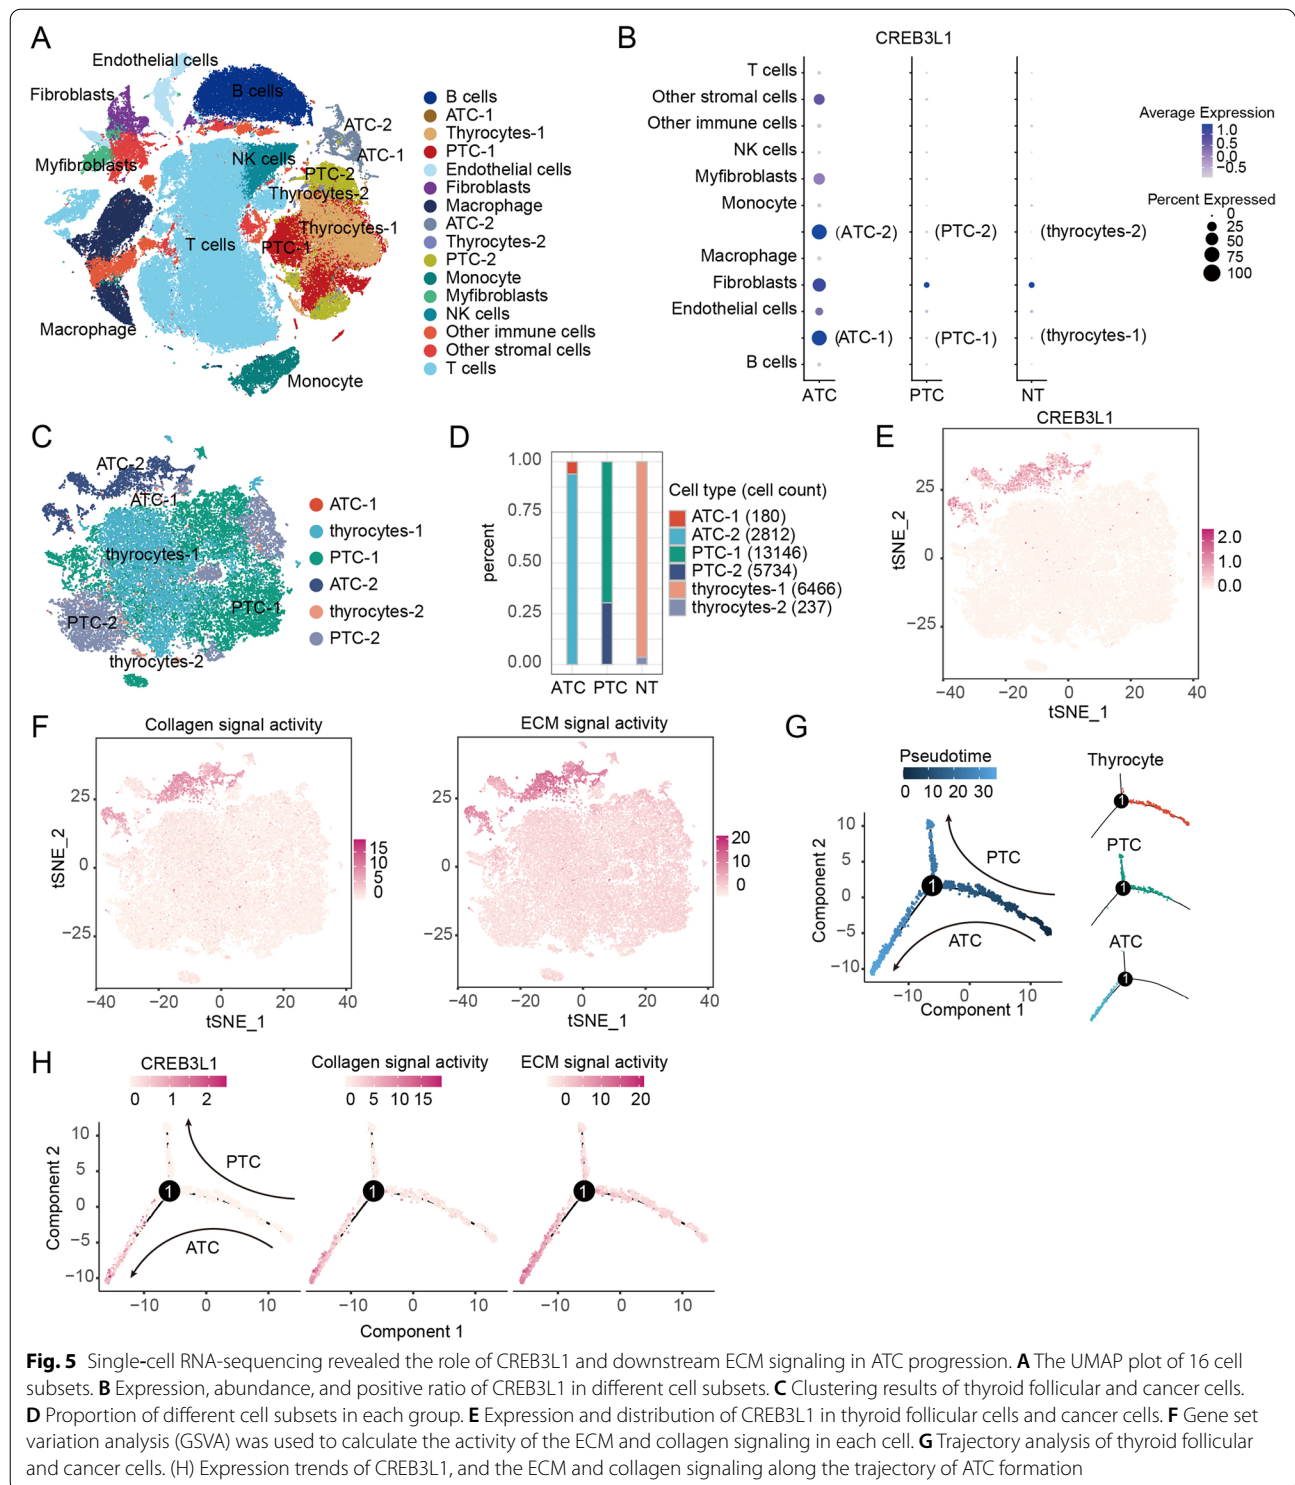 A
Endothelial cells
Fibroblasts
B cells
ATC-2
Myfibroblasts
NK cells
ATC-1
PTC-2
Thyrocytes-2
Thyrocytes-1
T cells
PTC-1
Macrophage
Monocyte
B cells
ATC-1
Thyrocytes-1
PTC-1
Endothelial cells
Fibroblasts
Macrophage
ATC-2
Thyrocytes-2
PTC-2
Monocyte
Myfibroblasts
NK cells
Other immune cells
Other stromal cells
T cells
B
CREB3L1
T cells
Other stromal cells
Other immune cells
NK cells
Myfibroblasts
Monocyte
(ATC-2) (PTC-2) (thyrocytes-2)
Macrophage
Fibroblasts
Endothelial cells
(ATC-1) (PTC-1) (thyrocytes-1)
B cells
ATC PTC NT
Average Expression
1.0
0.5
0.0
−0.5
Percent Expressed
0
25
50
75
100
C
ATC-2
ATC-1
thyrocytes-1
PTC-1
PTC-2
thyrocytes-2
ATC-1
thyrocytes-1
PTC-1
ATC-2
thyrocytes-2
PTC-2
D
percent
1.00
0.75
0.50
0.25
0.00
ATC PTC NT
Cell type (cell count)
ATC-1 (180)
ATC-2 (2812)
PTC-1 (13146)
PTC-2 (5734)
thyrocytes-1 (6466)
thyrocytes-2 (237)
E
CREB3L1
tSNE_2
25
0
−25
−40 −20 0 20 40
tSNE_1
2.0
1.0
0.0
F
Collagen signal activity
tSNE_2
25
0
−25
−40 −20 0 20 40
tSNE_1
15
10
5
0
ECM signal activity
25
0
−25
−40 −20 0 20 40
tSNE_1
20
10
0
G
Pseudotime
0 10 20 30
Component 2
10
5
0
−5
−10
1
PTC
ATC
−10 0 10
Component 1
Thyrocyte
1
PTC
1
ATC
1
H
CREB3L1
0 1 2
Component 2
10
5
0
−5
−10
1
PTC
ATC
−10 0 10
Collagen signal activity
0 5 10 15
1
−10 0 10
ECM signal activity
0 10 20
1
−10 0 10
Component 1
Fig. 5 Single-cell RNA-sequencing revealed the role of CREB3L1 and downstream ECM signaling in ATC progression. A The UMAP plot of 16 cell
subsets. B Expression, abundance, and positive ratio of CREB3L1 in different cell subsets. C Clustering results of thyroid follicular and cancer cells.
D Proportion of different cell subsets in each group. E Expression and distribution of CREB3L1 in thyroid follicular cells and cancer cells. F Gene set
variation analysis (GSVA) was used to calculate the activity of the ECM and collagen signaling in each cell. G Trajectory analysis of thyroid follicular
and cancer cells. (H) Expression trends of CREB3L1, and the ECM and collagen signaling along the trajectory of ATC formation